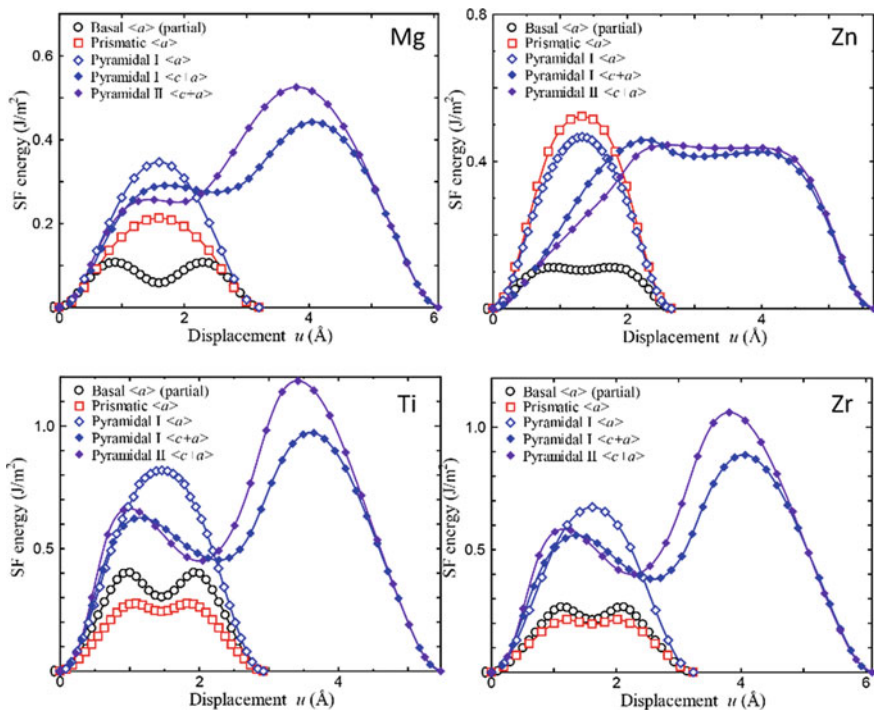 Mg
Basal <a> (partial)
Prismatic <a>
Pyramidal I <a>
Pyramidal I <c+a>
Pyramidal II <c+a>
SF energy (J/m²)
0.6
0.4
0.2
0
0 2 4 6
Displacement u (Å)
Zn
Basal <a> (partial)
Prismatic <a>
Pyramidal I <a>
Pyramidal I <c+a>
Pyramidal II <c+a>
SF energy (J/m²)
0.8
0.4
0
0 2 4
Displacement u (Å)
Ti
Basal <a> (partial)
Prismatic <a>
Pyramidal I <a>
Pyramidal I <c+a>
Pyramidal II <c+a>
SF energy (J/m²)
1.0
0.5
0
0 2 4
Displacement u (Å)
Zr
Basal <a> (partial)
Prismatic <a>
Pyramidal I <a>
Pyramidal I <c+a>
Pyramidal II <c+a>
SF energy (J/m²)
1.0
0.5
0
0 2 4 6
Displacement u (Å)